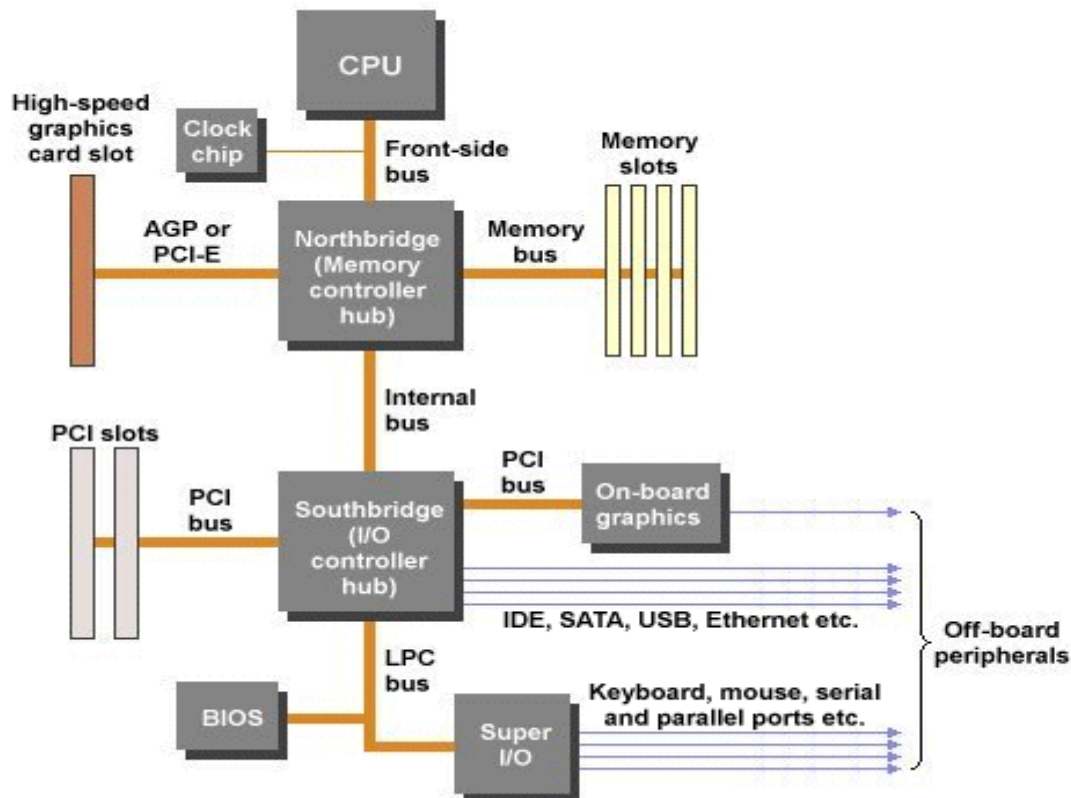 CPU
High-speed
graphics
card slot
Clock
chip
Front-side
bus
Memory
slots
AGP or
PCI-E
Northbridge
(Memory
controller
hub)
Memory
bus
Internal
bus
PCI slots
PCI
bus
Southbridge
(I/O
controller
hub)
PCI
bus
On-board
graphics
IDE, SATA, USB, Ethernet etc.
Off-board
peripherals
LPC
bus
BIOS
Super
I/O
Keyboard, mouse, serial
and parallel ports etc.